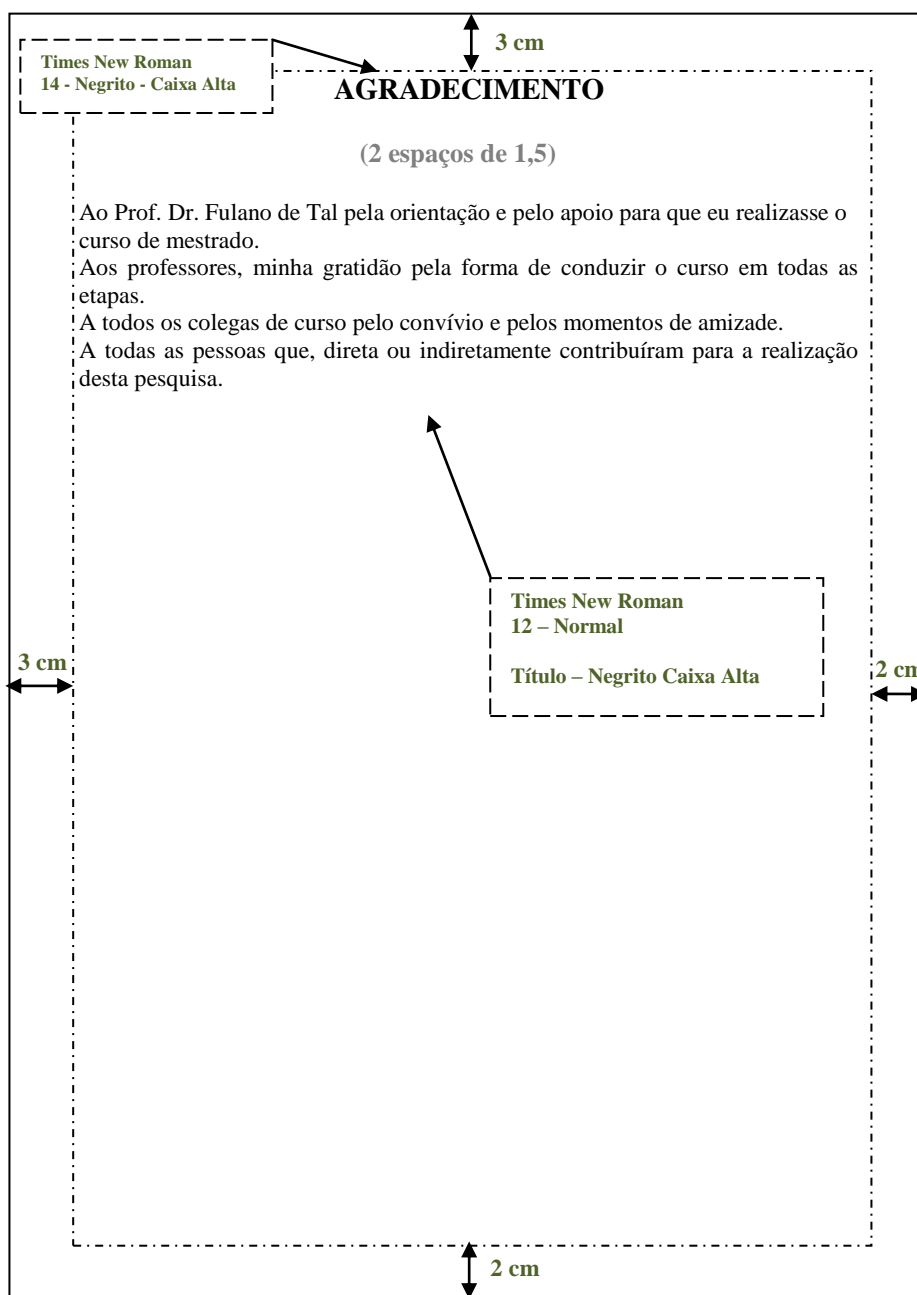 3 cm
Times New Roman
14 - Negrito - Caixa Alta
AGRADECIMENTO
(2 espaços de 1,5)
Ao Prof. Dr. Fulano de Tal pela orientação e pelo apoio para que eu realizasse o
curso de mestrado.
Aos professores, minha gratidão pela forma de conduzir o curso em todas as
etapas.
A todos os colegas de curso pelo convívio e pelos momentos de amizade.
A todas as pessoas que, direta ou indiretamente contribuíram para a realização
desta pesquisa.
Times New Roman
12 – Normal
Título – Negrito Caixa Alta
3 cm
2 cm
2 cm